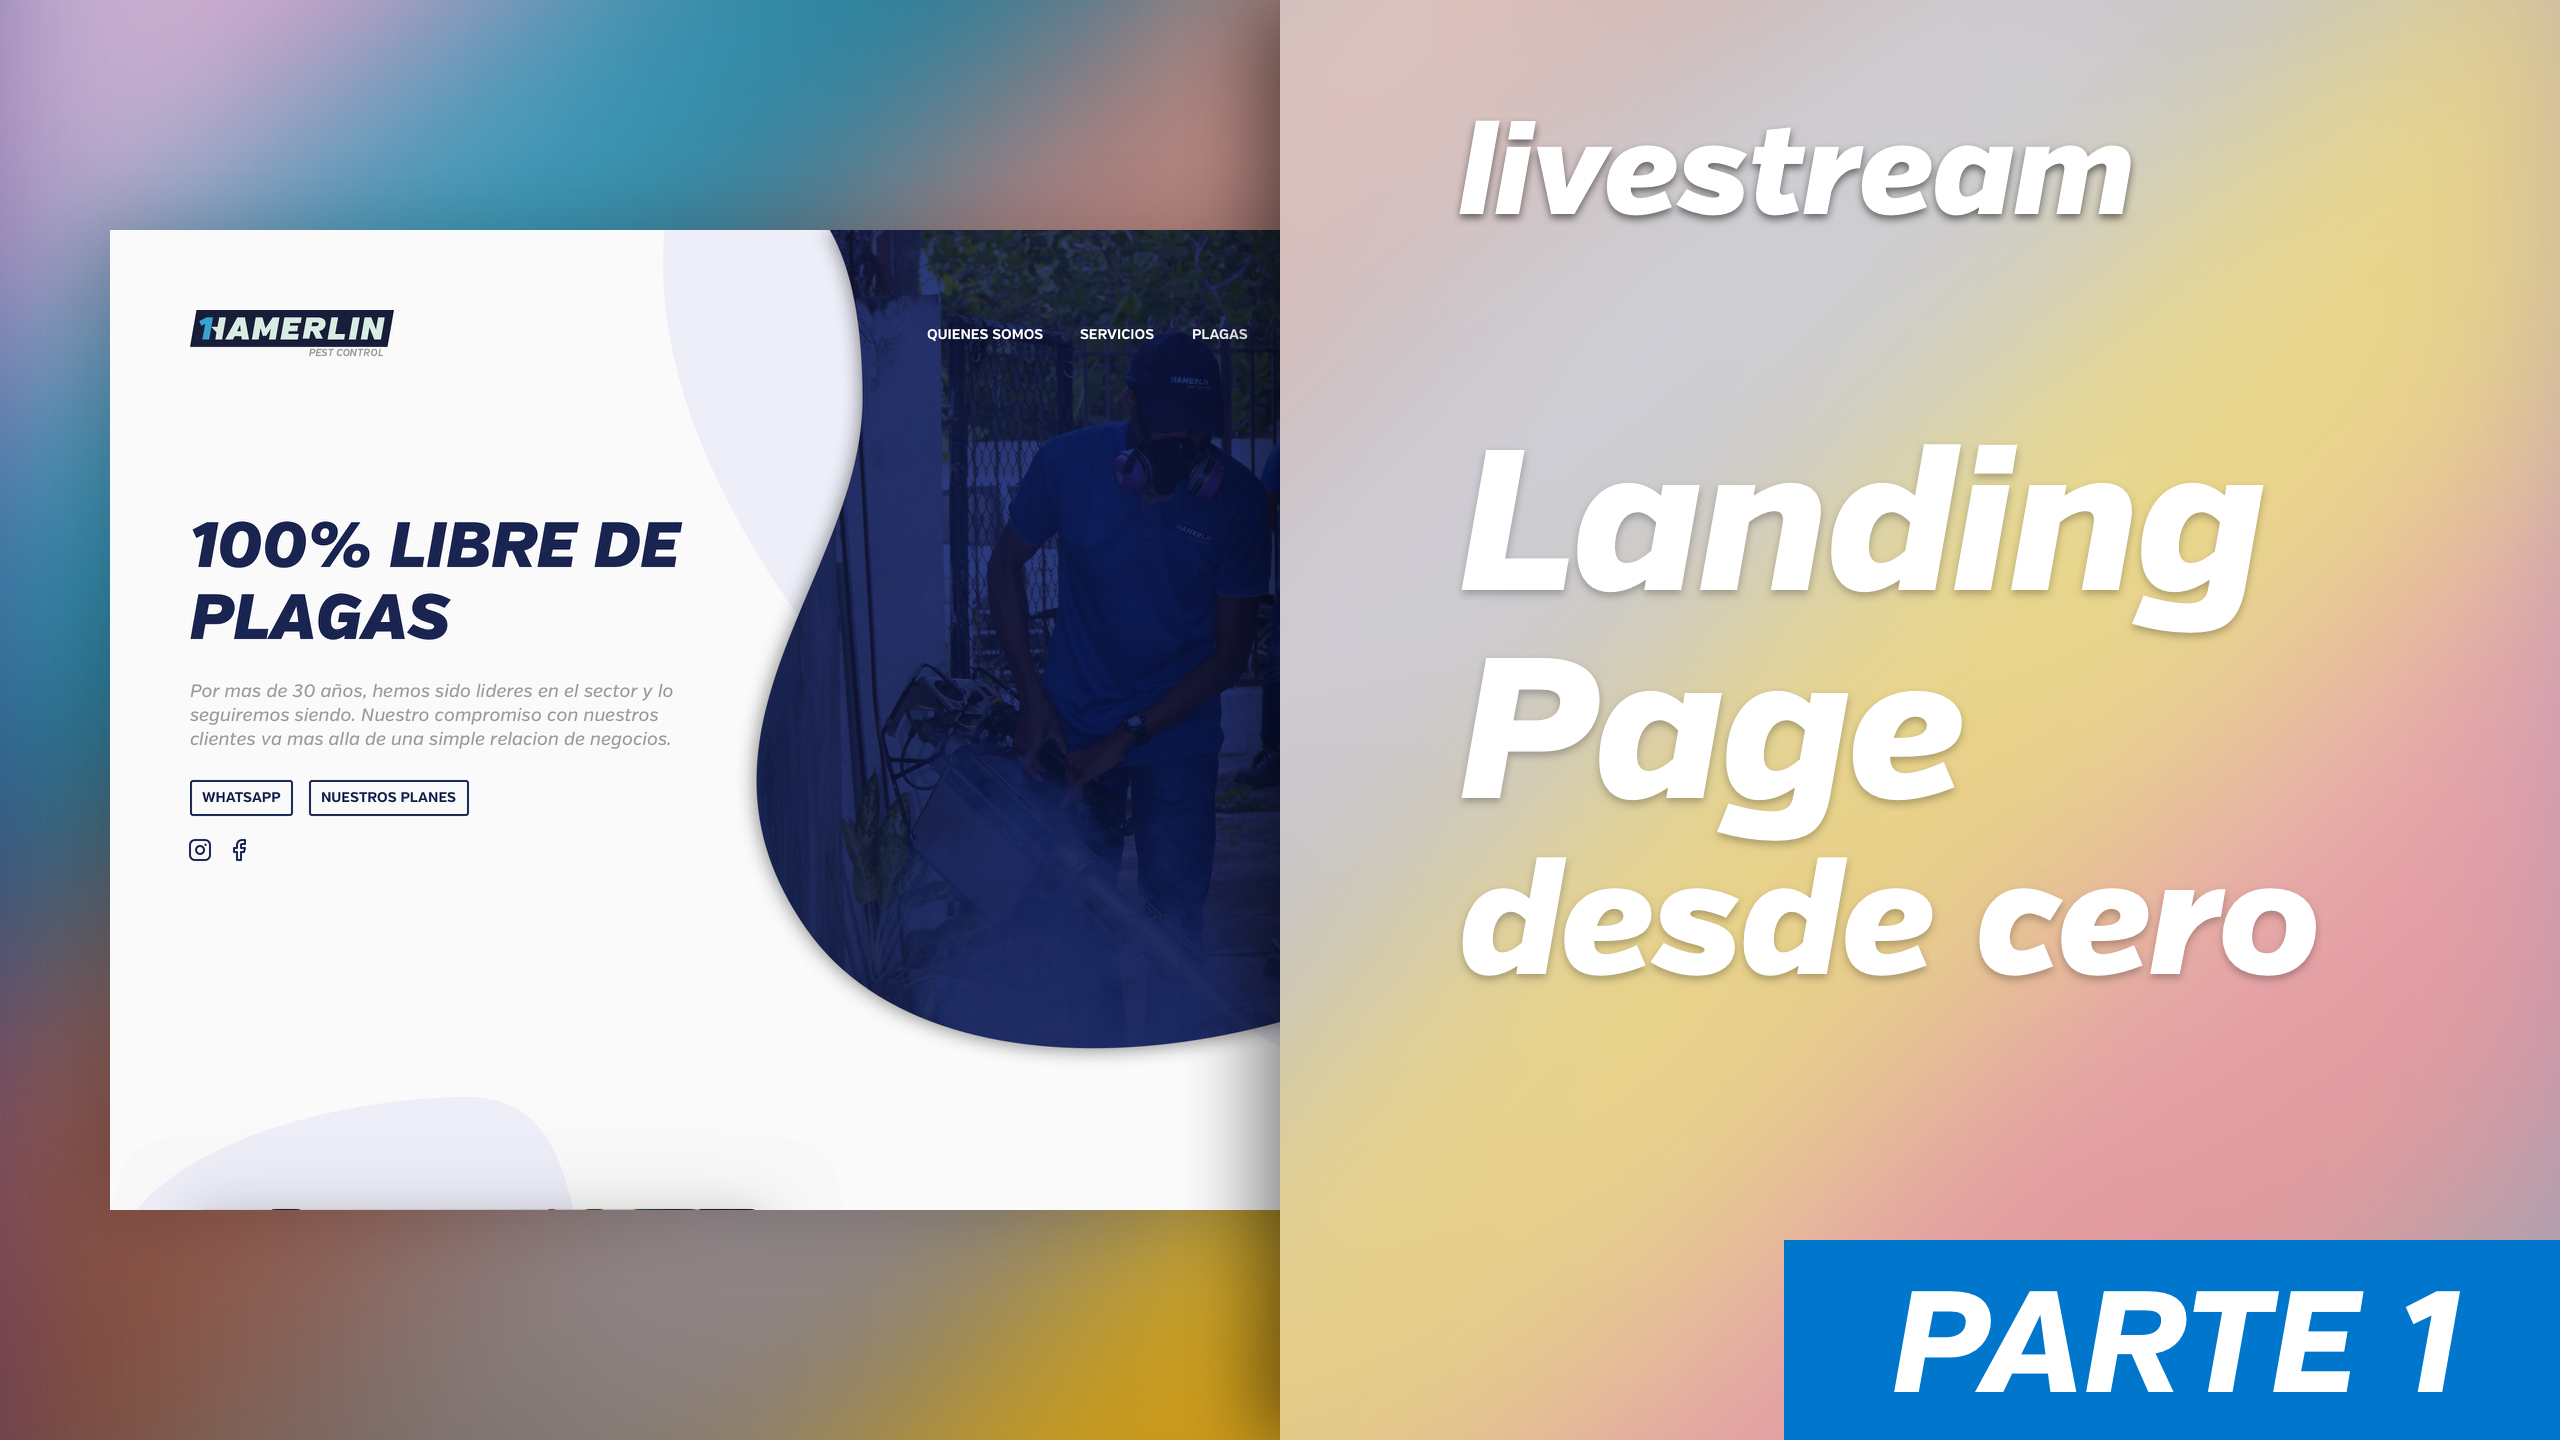 HAMERLIN
PEST CONTROL
QUIENES SOMOS
SERVICIOS
PLAGAS
HAMERLIN
HAMERLIN
100% LIBRE DE
PLAGAS
Por mas de 30 años, hemos sido lideres en el sector y lo
seguiremos siendo. Nuestro compromiso con nuestros
clientes va mas alla de una simple relacion de negocios.
WHATSAPP
NUESTROS PLANES
livestream
Landing
Page
desde cero
PARTE 1